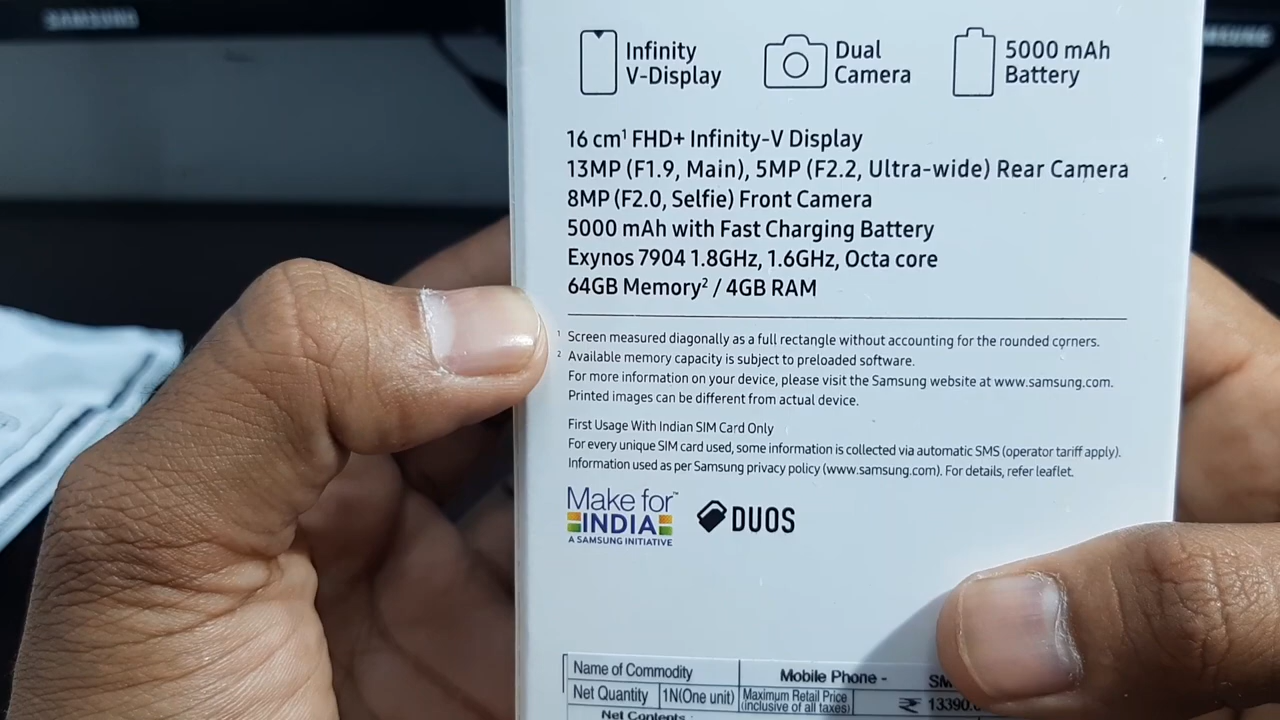 SAMSUNG
SAMSUNG
Infinity
V-Display
Dual
Camera
5000 mAh
Battery
16 cm¹ FHD+ Infinity-V Display
13MP (F1.9, Main), 5MP (F2.2, Ultra-wide) Rear Camera
8MP (F2.0, Selfie) Front Camera
5000 mAh with Fast Charging Battery
Exynos 7904 1.8GHz, 1.6GHz, Octa core
64GB Memory² / 4GB RAM
¹ Screen measured diagonally as a full rectangle without accounting for the rounded corners.
² Available memory capacity is subject to preloaded software.
For more information on your device, please visit the Samsung website at www.samsung.com.
Printed images can be different from actual device.
First Usage With Indian SIM Card Only
For every unique SIM card used, some information is collected via automatic SMS (operator tariff apply).
Information used as per Samsung privacy policy (www.samsung.com). For details, refer leaflet.
Make for™
INDIA
A SAMSUNG INITIATIVE
DUOS
Name of Commodity
Mobile Phone - SM
Net Quantity
1N(One unit)
Maximum Retail Price
(inclusive of all taxes)
₹ 13390.
Net Contents :